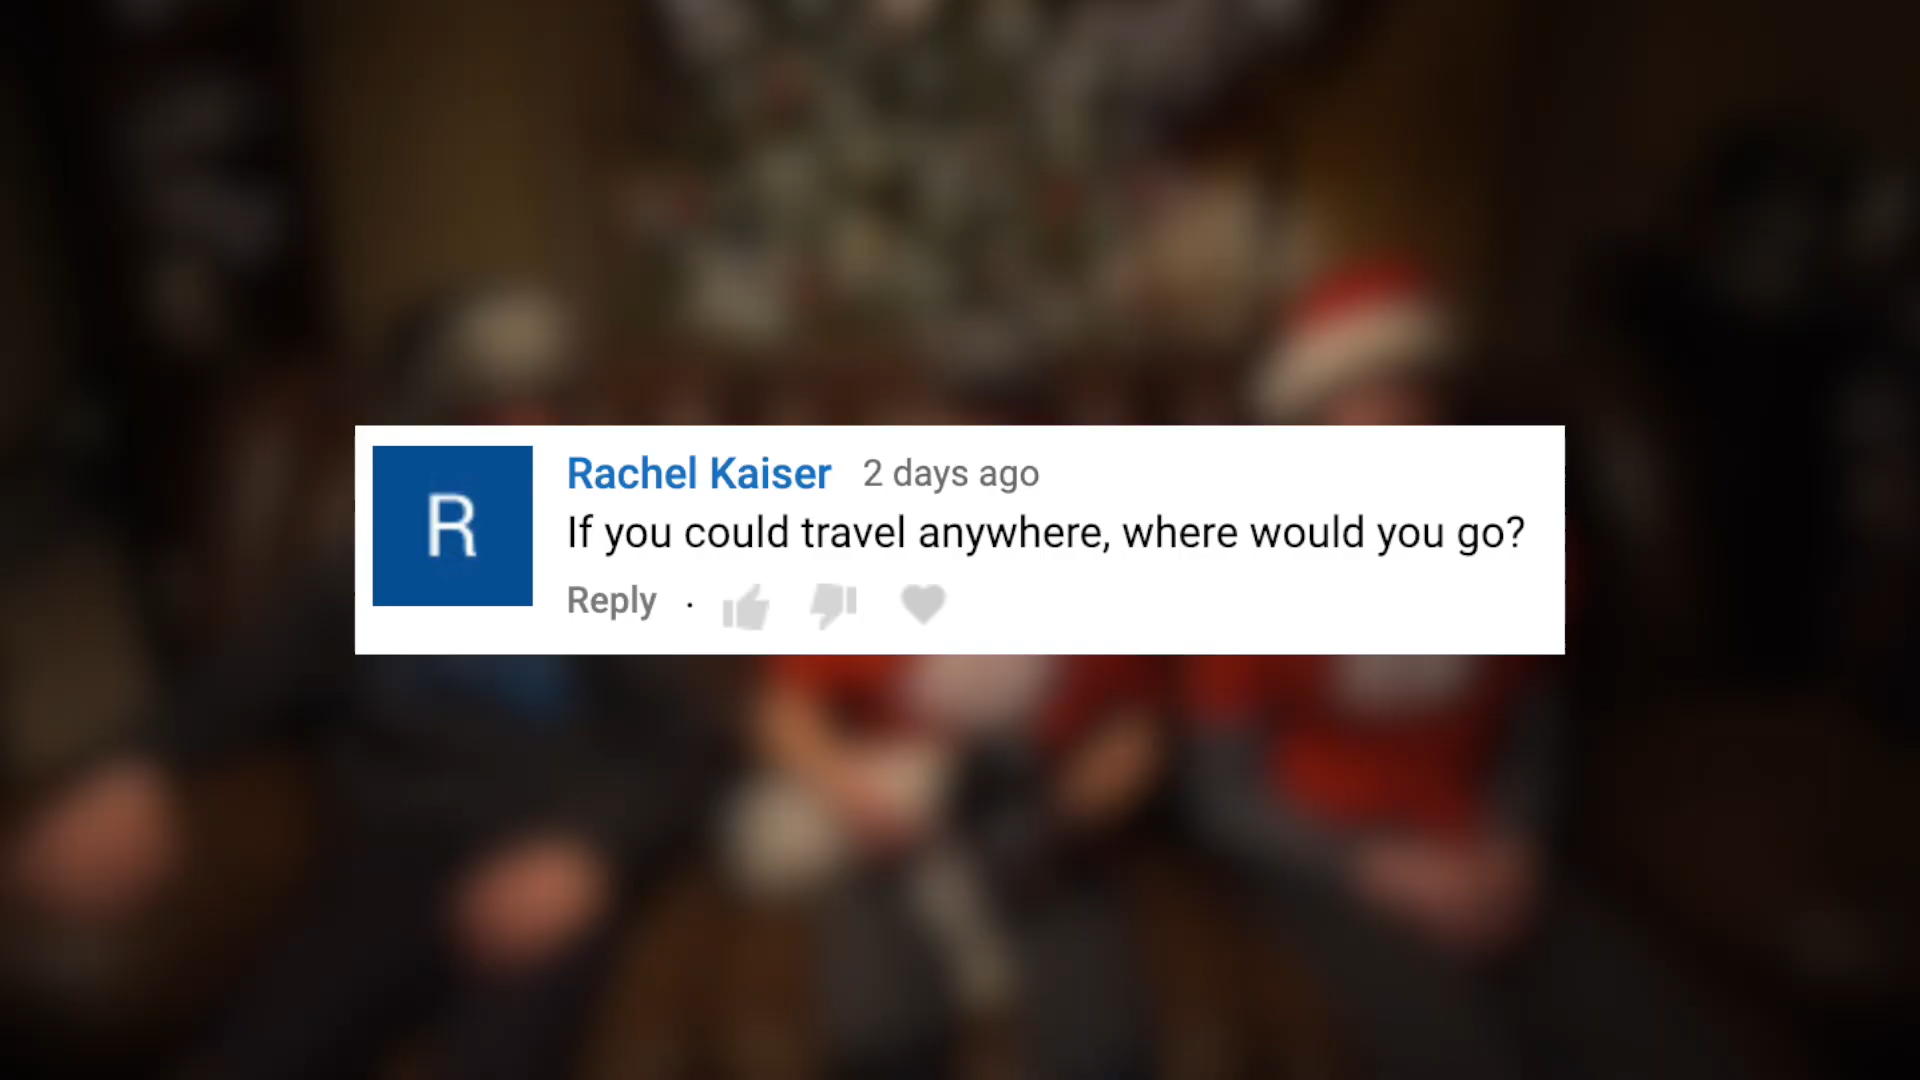 R
Rachel Kaiser 2 days ago
If you could travel anywhere, where would you go?
Reply ·